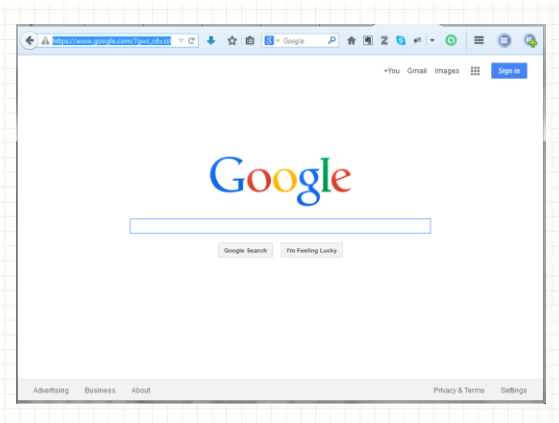 https://www.google.com/?gws_rd=ssl
Google
+You Gmail Images Sign in
Google
Google Search I'm Feeling Lucky
Advertising Business About Privacy & Terms Settings